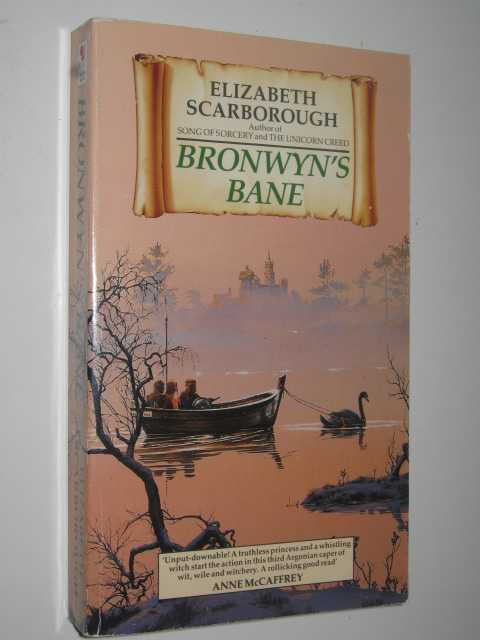 ELIZABETH
SCARBOROUGH
Author of
SONG OF SORCERY and THE UNICORN CREED
BRONWYN'S
BANE
'Unput-downable! A truthless princess and a whistling
witch start the action in this third Argonian caper of
wit, wile and witchery. A rollicking good read'
ANNE McCAFFREY